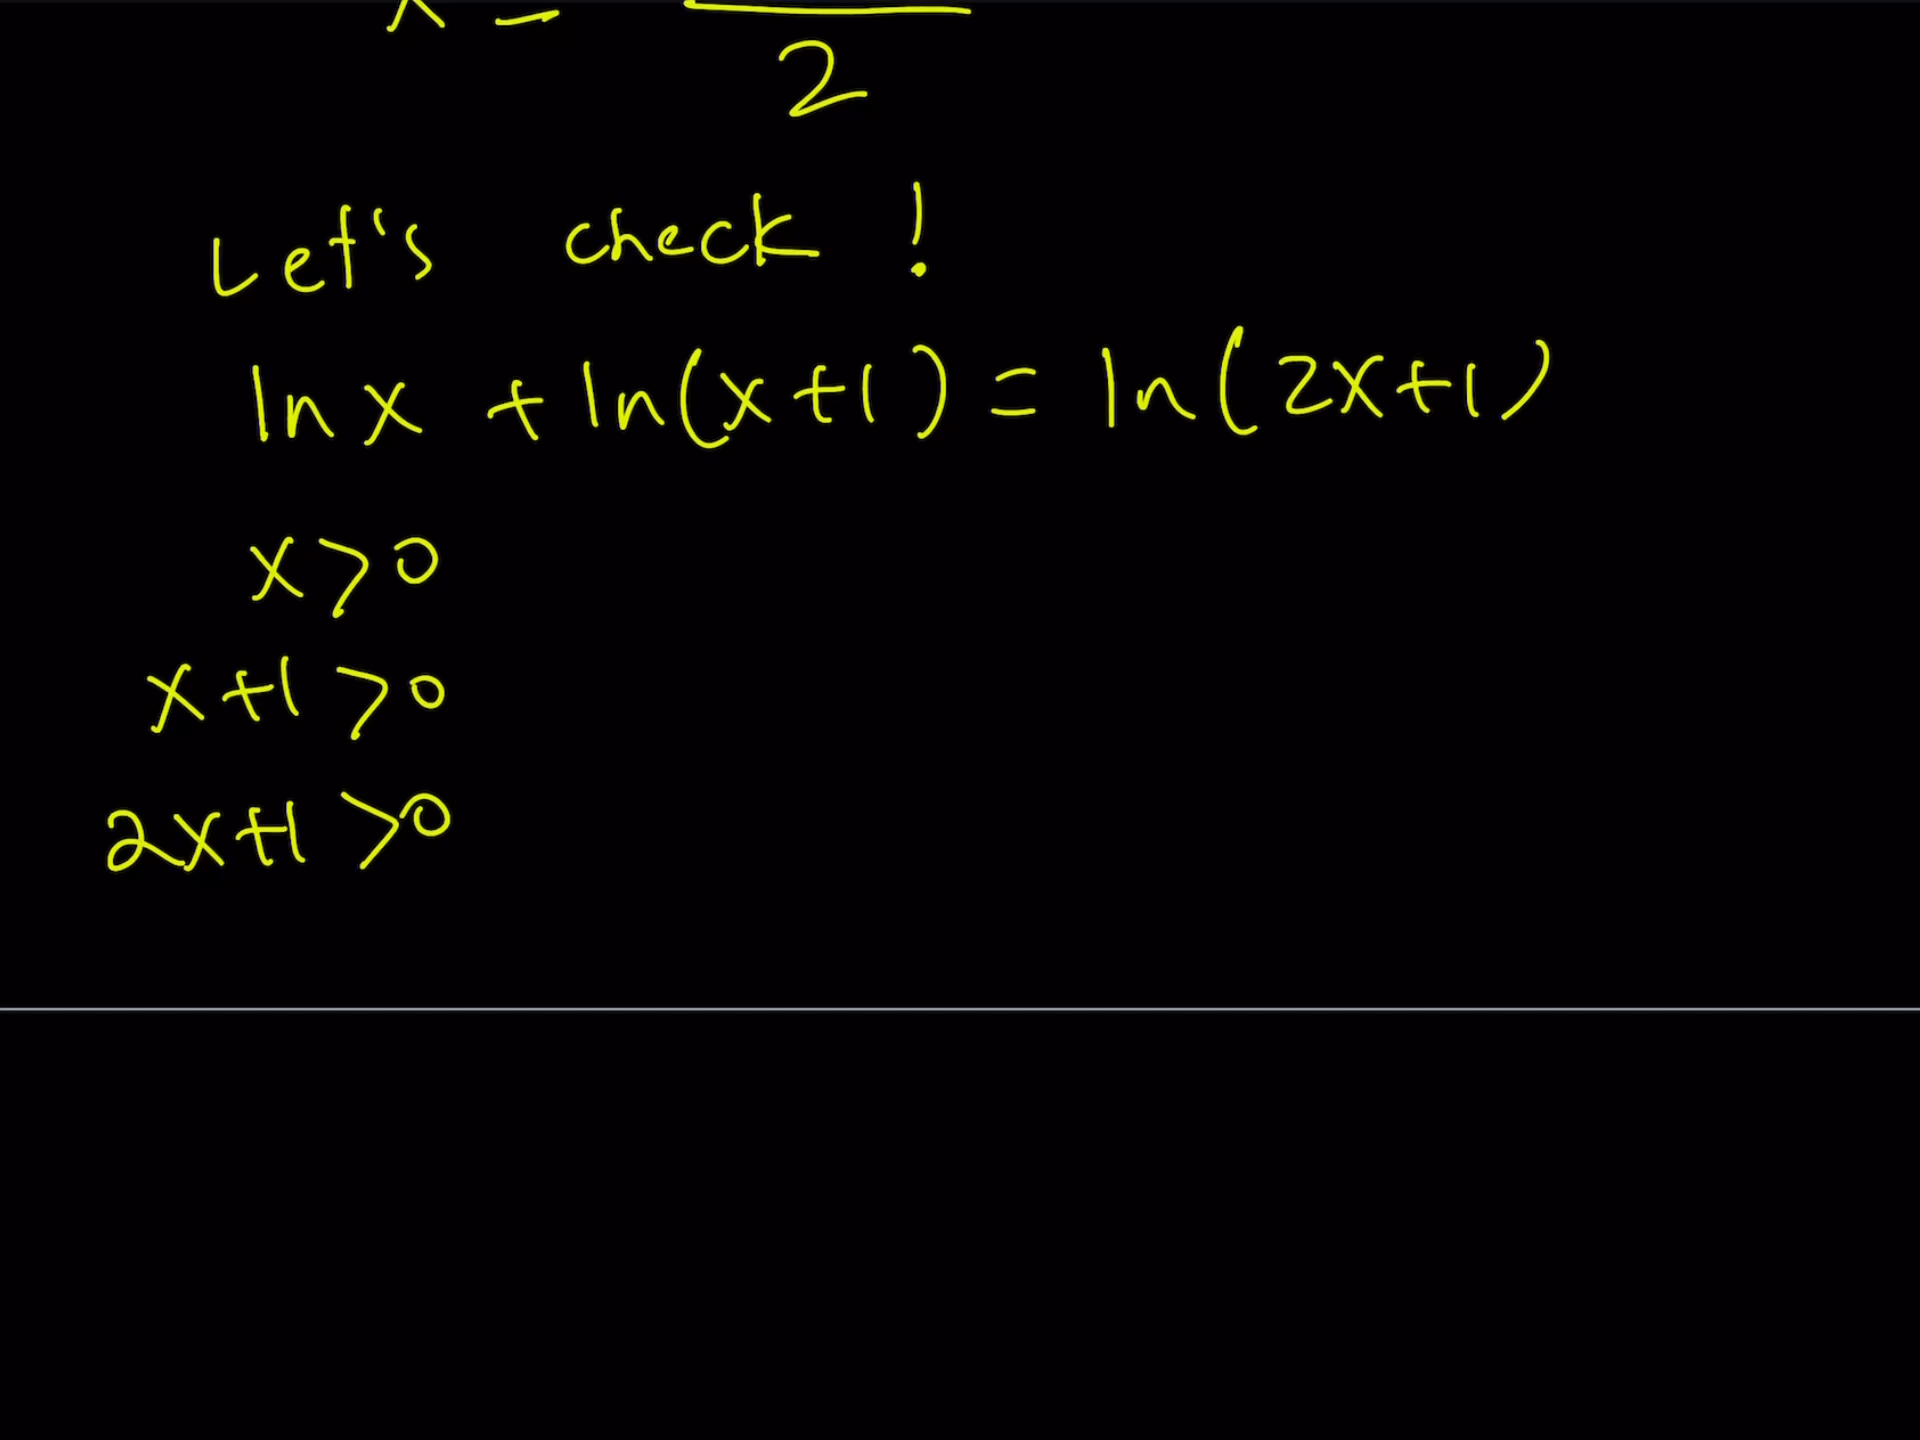 x =
2
Let's check !
ln x + ln(x+1) = ln(2x+1)
x>0
x+1>0
2x+1>0